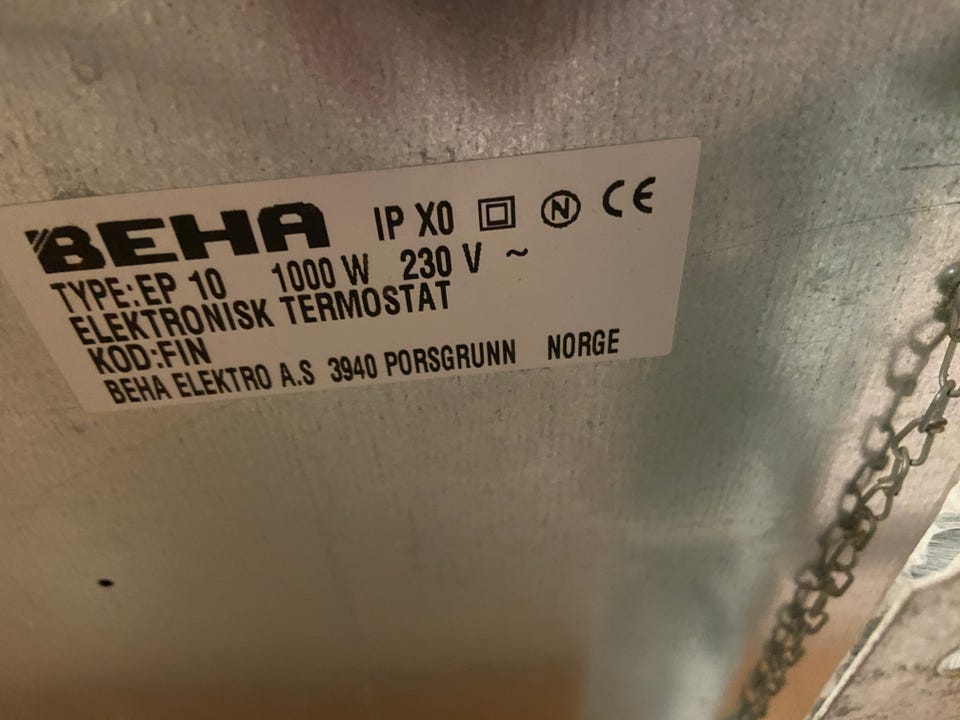 BEHA IP X0 N CE
TYPE: EP 10 1000 W 230 V ~
ELEKTRONISK TERMOSTAT
KOD:FIN
BEHA ELEKTRO A.S 3940 PORSGRUNN NORGE